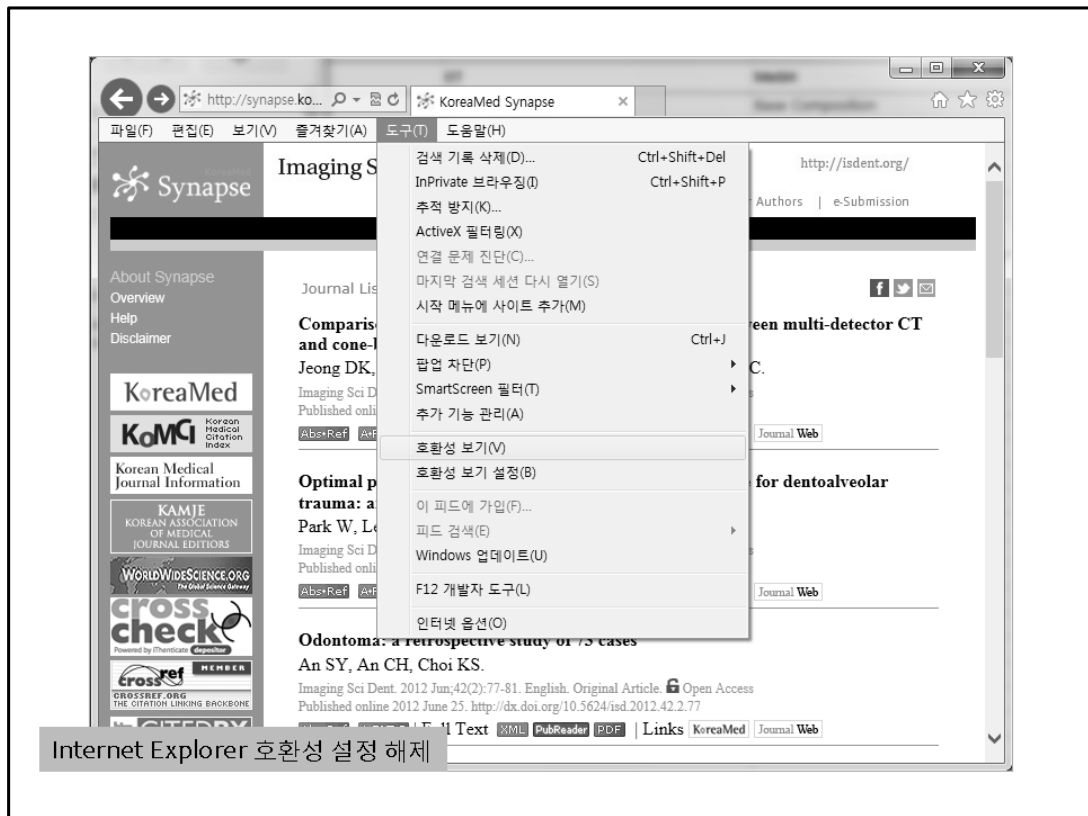 http://synapse.ko...
KoreaMed Synapse
파일(F) 편집(E) 보기(V) 즐겨찾기(A) 도구(T) 도움말(H)
Synapse
Imaging S
http://isdent.org/
Authors | e-Submission
검색 기록 삭제(D)... Ctrl+Shift+Del
InPrivate 브라우징(I) Ctrl+Shift+P
추적 방지(K)...
ActiveX 필터링(X)
연결 문제 진단(C)...
마지막 검색 세션 다시 열기(S)
시작 메뉴에 사이트 추가(M)
다운로드 보기(N) Ctrl+J
팝업 차단(P)
SmartScreen 필터(T)
추가 기능 관리(A)
호환성 보기(V)
호환성 보기 설정(B)
이 피드에 가입(F)...
피드 검색(E)
Windows 업데이트(U)
F12 개발자 도구(L)
인터넷 옵션(O)
About Synapse
Overview
Help
Disclaimer
KoreaMed
KoMCI Korean Medical Citation Index
Korean Medical
Journal Information
KAMJE
KOREAN ASSOCIATION
OF MEDICAL
JOURNAL EDITIORS
WORLDWIDESCIENCE.ORG
The Global Science Gateway
cross
check
Powered by iThenticate depositor
crossref MEMBER
CROSSREF.ORG
THE CITATION LINKING BACKBONE
Journal Lis
Comparis een multi-detector CT
and cone-b
Jeong DK, C.
Imaging Sci D
Published onli
Abs•Ref Journal Web
Optimal p for dentoalveolar
trauma: a
Park W, Le
Imaging Sci D
Published onli
Abs•Ref Journal Web
Odontoma: a retrospective study of 73 cases
An SY, An CH, Choi KS.
Imaging Sci Dent. 2012 Jun;42(2):77-81. English. Original Article. Open Access
Published online 2012 June 25. http://dx.doi.org/10.5624/isd.2012.42.2.77
Text XML PubReader PDF | Links KoreaMed Journal Web
Internet Explorer 호환성 설정 해제